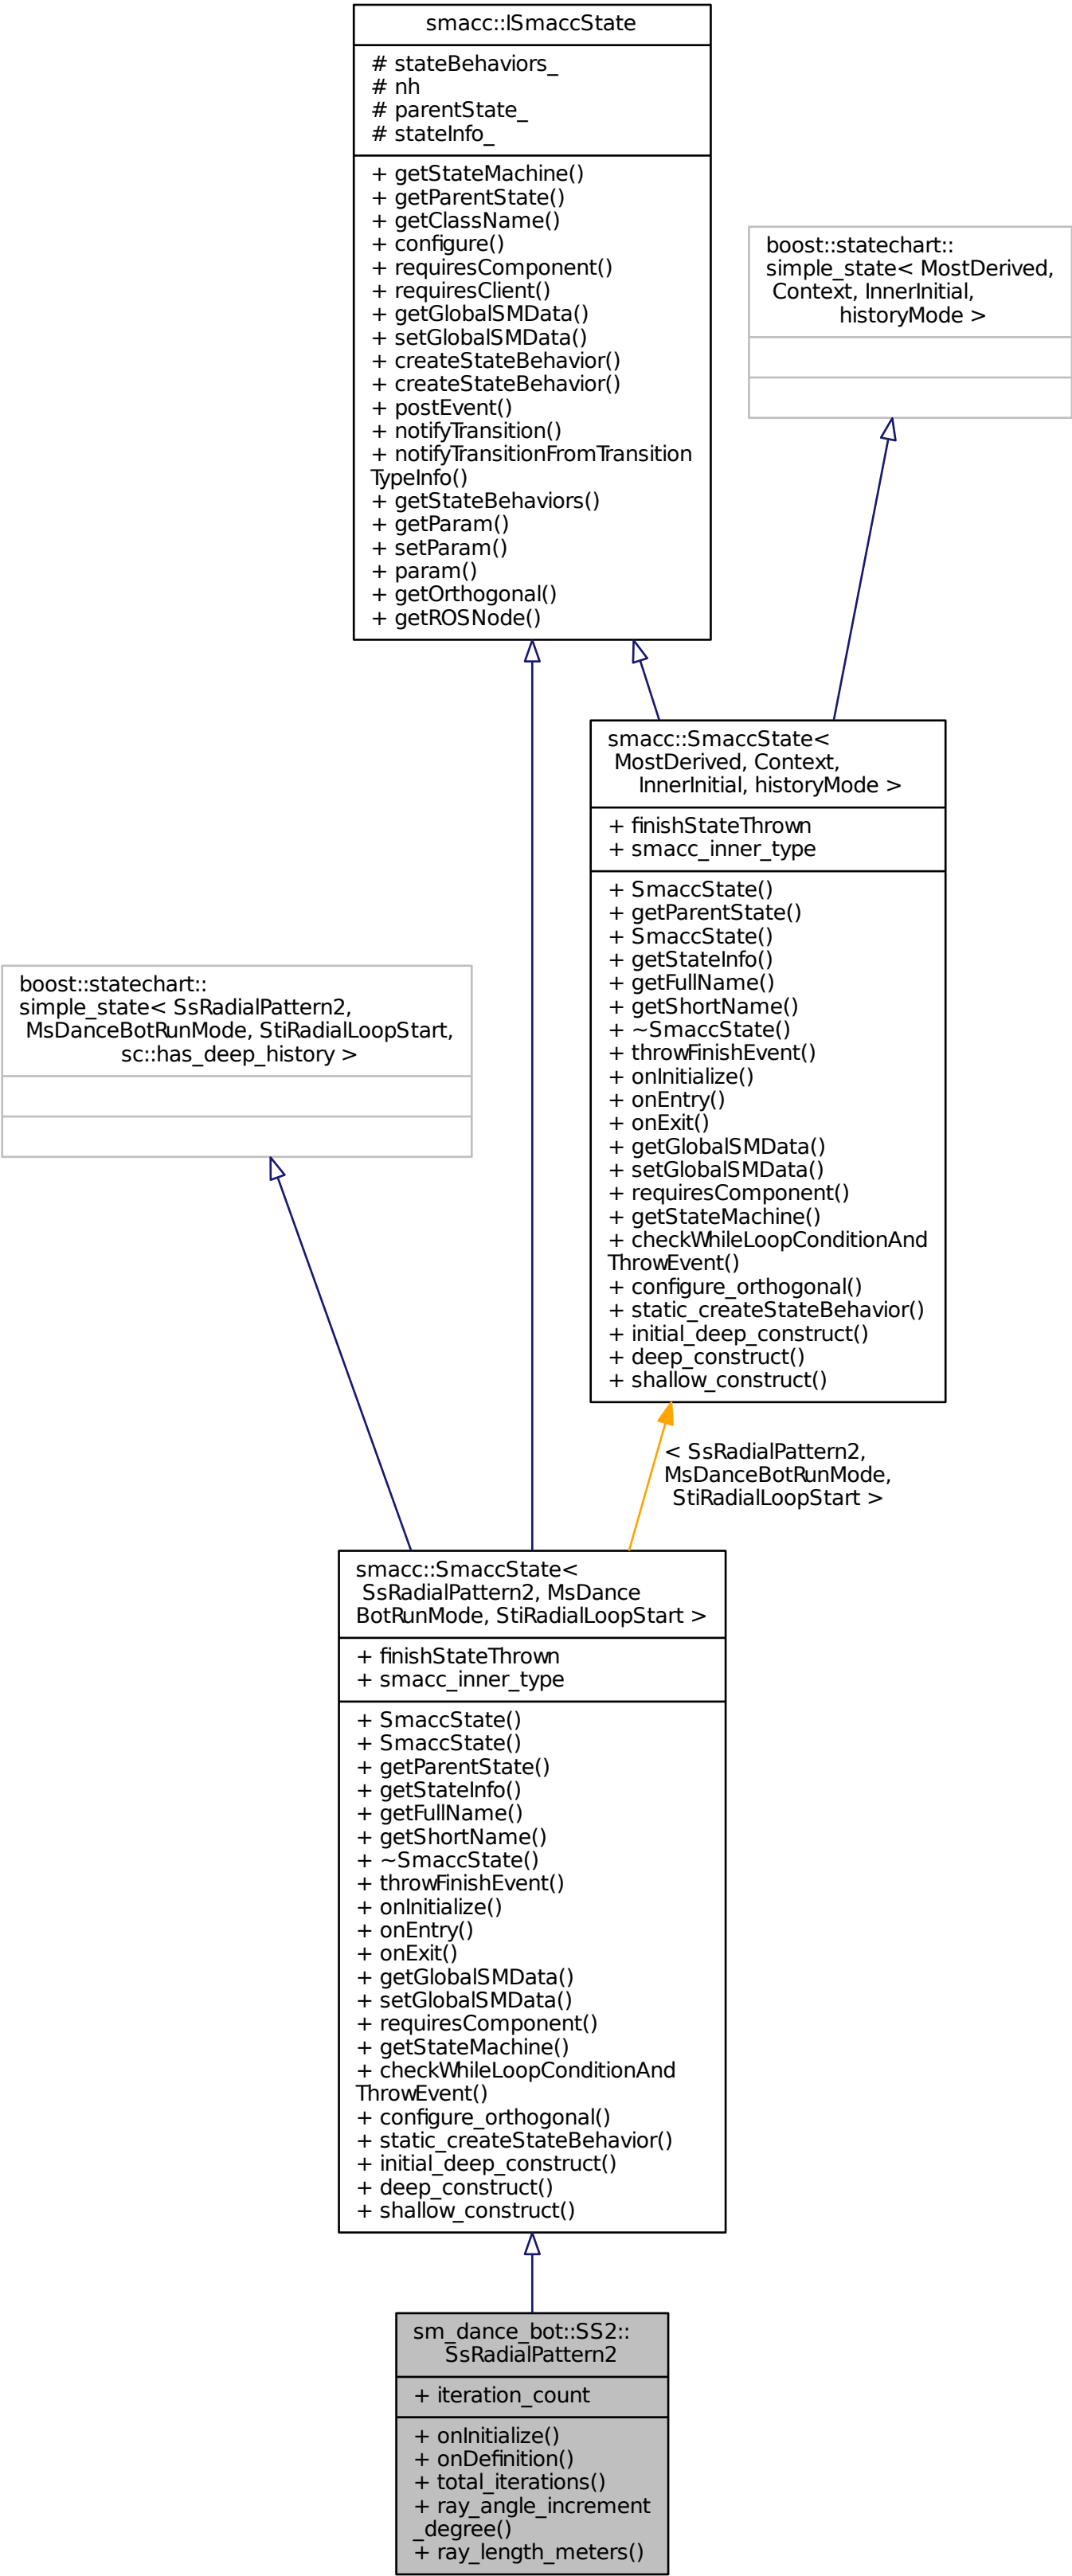 smacc::ISmaccState
# stateBehaviors_
# nh
# parentState_
# stateInfo_
+ getStateMachine()
+ getParentState()
+ getClassName()
+ configure()
+ requiresComponent()
+ requiresClient()
+ getGlobalSMData()
+ setGlobalSMData()
+ createStateBehavior()
+ createStateBehavior()
+ postEvent()
+ notifyTransition()
+ notifyTransitionFromTransition
TypeInfo()
+ getStateBehaviors()
+ getParam()
+ setParam()
+ param()
+ getOrthogonal()
+ getROSNode()
boost::statechart::
simple_state< MostDerived,
Context, InnerInitial,
historyMode >
smacc::SmaccState<
MostDerived, Context,
InnerInitial, historyMode >
+ finishStateThrown
+ smacc_inner_type
+ SmaccState()
+ getParentState()
+ SmaccState()
+ getStateInfo()
+ getFullName()
+ getShortName()
+ ~SmaccState()
+ throwFinishEvent()
+ onInitialize()
+ onEntry()
+ onExit()
+ getGlobalSMData()
+ setGlobalSMData()
+ requiresComponent()
+ getStateMachine()
+ checkWhileLoopConditionAnd
ThrowEvent()
+ configure_orthogonal()
+ static_createStateBehavior()
+ initial_deep_construct()
+ deep_construct()
+ shallow_construct()
boost::statechart::
simple_state< SsRadialPattern2,
MsDanceBotRunMode, StiRadialLoopStart,
sc::has_deep_history >
< SsRadialPattern2,
MsDanceBotRunMode,
StiRadialLoopStart >
smacc::SmaccState<
SsRadialPattern2, MsDance
BotRunMode, StiRadialLoopStart >
+ finishStateThrown
+ smacc_inner_type
+ SmaccState()
+ SmaccState()
+ getParentState()
+ getStateInfo()
+ getFullName()
+ getShortName()
+ ~SmaccState()
+ throwFinishEvent()
+ onInitialize()
+ onEntry()
+ onExit()
+ getGlobalSMData()
+ setGlobalSMData()
+ requiresComponent()
+ getStateMachine()
+ checkWhileLoopConditionAnd
ThrowEvent()
+ configure_orthogonal()
+ static_createStateBehavior()
+ initial_deep_construct()
+ deep_construct()
+ shallow_construct()
sm_dance_bot::SS2::
SsRadialPattern2
+ iteration_count
+ onInitialize()
+ onDefinition()
+ total_iterations()
+ ray_angle_increment
_degree()
+ ray_length_meters()